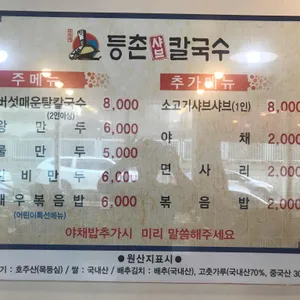 등촌 샤브 칼국수
주메뉴
버섯매운탕칼국수 8,000
(2인이상)
왕만두 6,000
물만두 5,000
갈비만두 6,000
새우볶음밥 6,000
(어린이특선메뉴)
추가메뉴
소고기샤브샤브(1인) 8,000
야채 2,000
면사리 2,000
볶음밥 2,000
야채밥추가시 미리 말씀해주세요
원산지표시
기 : 호주산(목등심) / 쌀 : 국내산 / 배추김치 : 배추(국내산), 고춧가루(국내산70%, 중국산 30